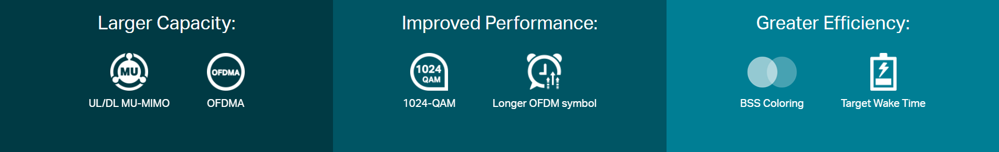 Larger Capacity:
MU
UL/DL MU-MIMO
OFDMA
OFDMA
Improved Performance:
1024
QAM
1024-QAM
Longer OFDM symbol
Greater Efficiency:
BSS Coloring
Target Wake Time